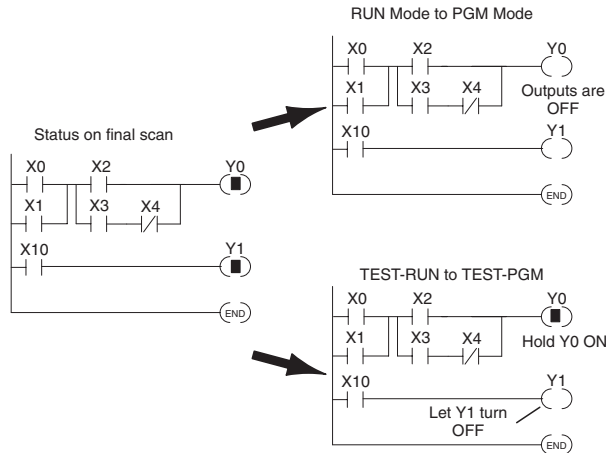 Status on final scan
X0 X2 Y0
X1 X3 X4
X10 Y1
END
RUN Mode to PGM Mode
X0 X2 Y0
X1 X3 X4
Outputs are
OFF
X10 Y1
END
TEST-RUN to TEST-PGM
X0 X2 Y0
X1 X3 X4
Hold Y0 ON
X10 Y1
Let Y1 turn
OFF
END